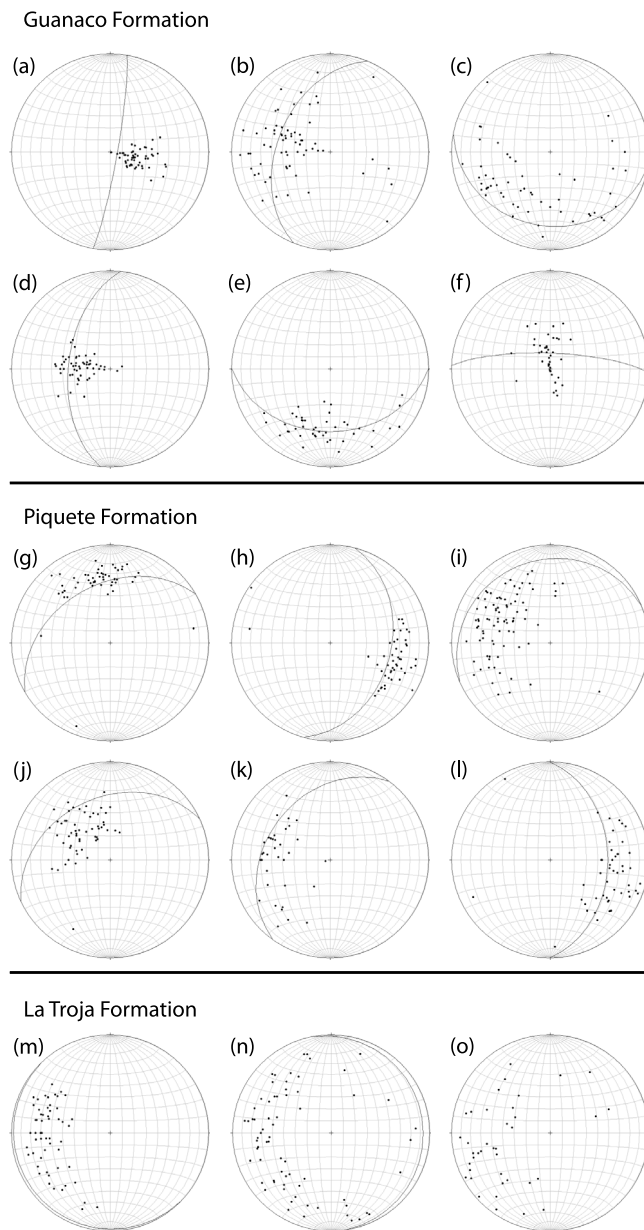 Guanaco Formation
(a) (b) (c)
(d) (e) (f)
Piquete Formation
(g) (h) (i)
(j) (k) (l)
La Troja Formation
(m) (n) (o)